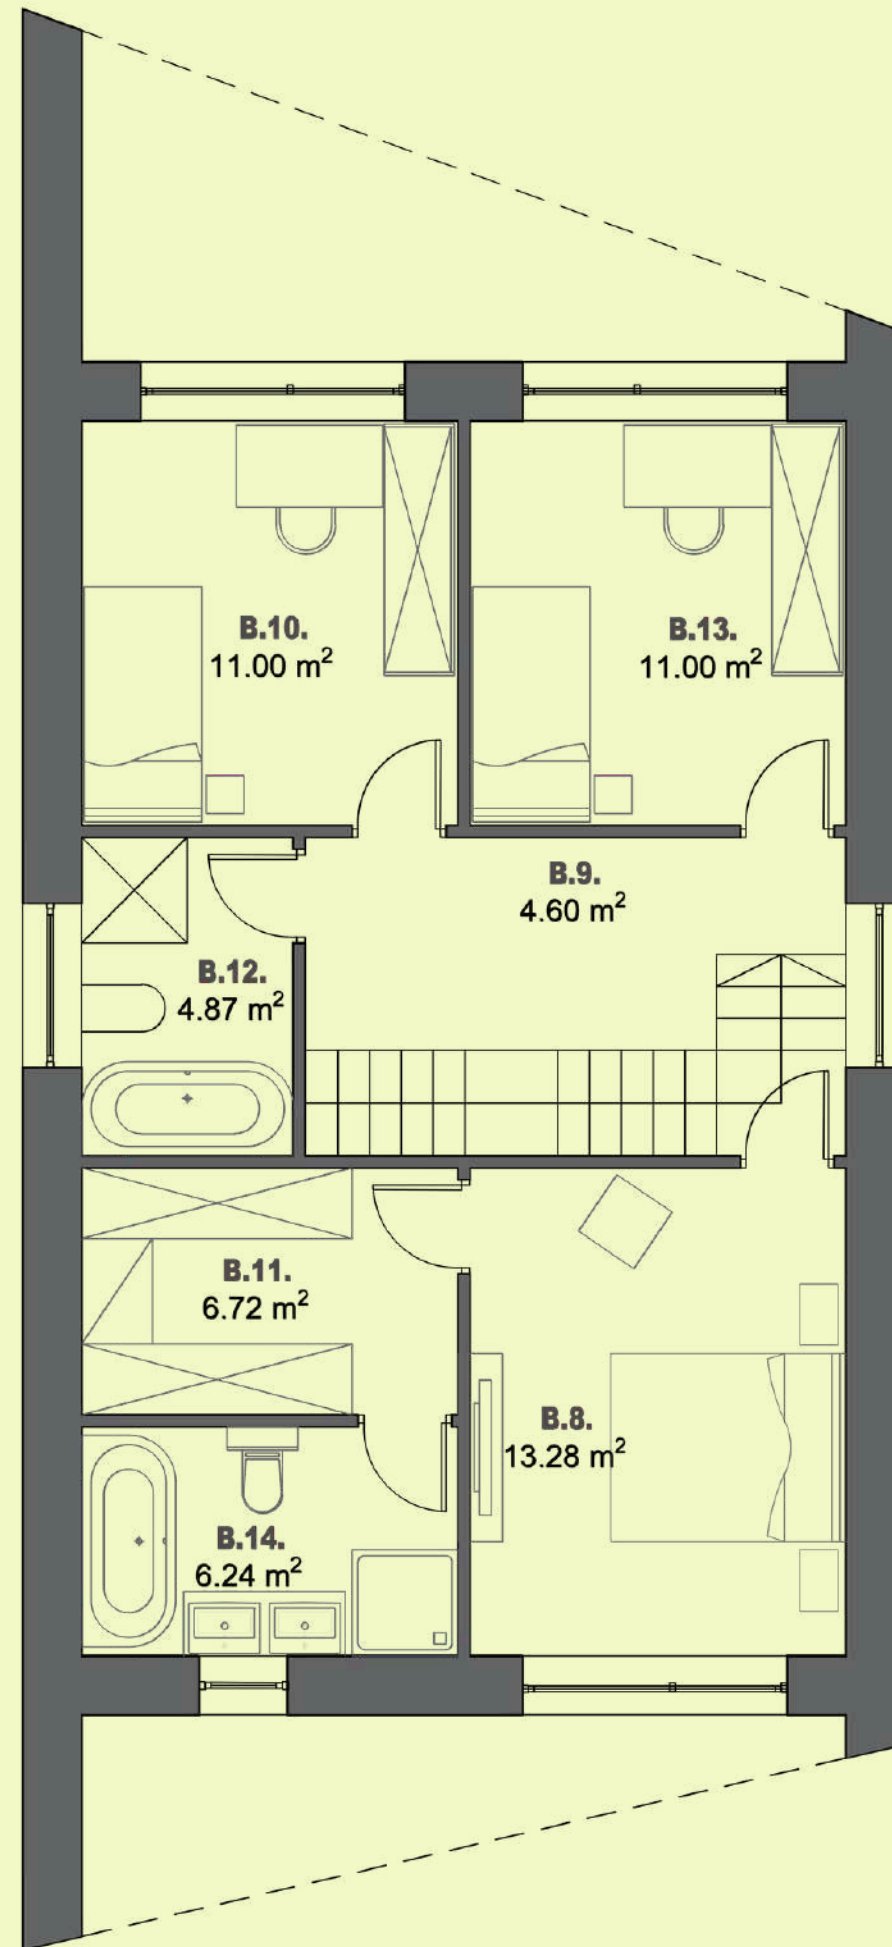 B.10.
11.00 m²
B.13.
11.00 m²
B.9.
4.60 m²
B.12.
4.87 m²
B.11.
6.72 m²
B.8.
13.28 m²
B.14.
6.24 m²